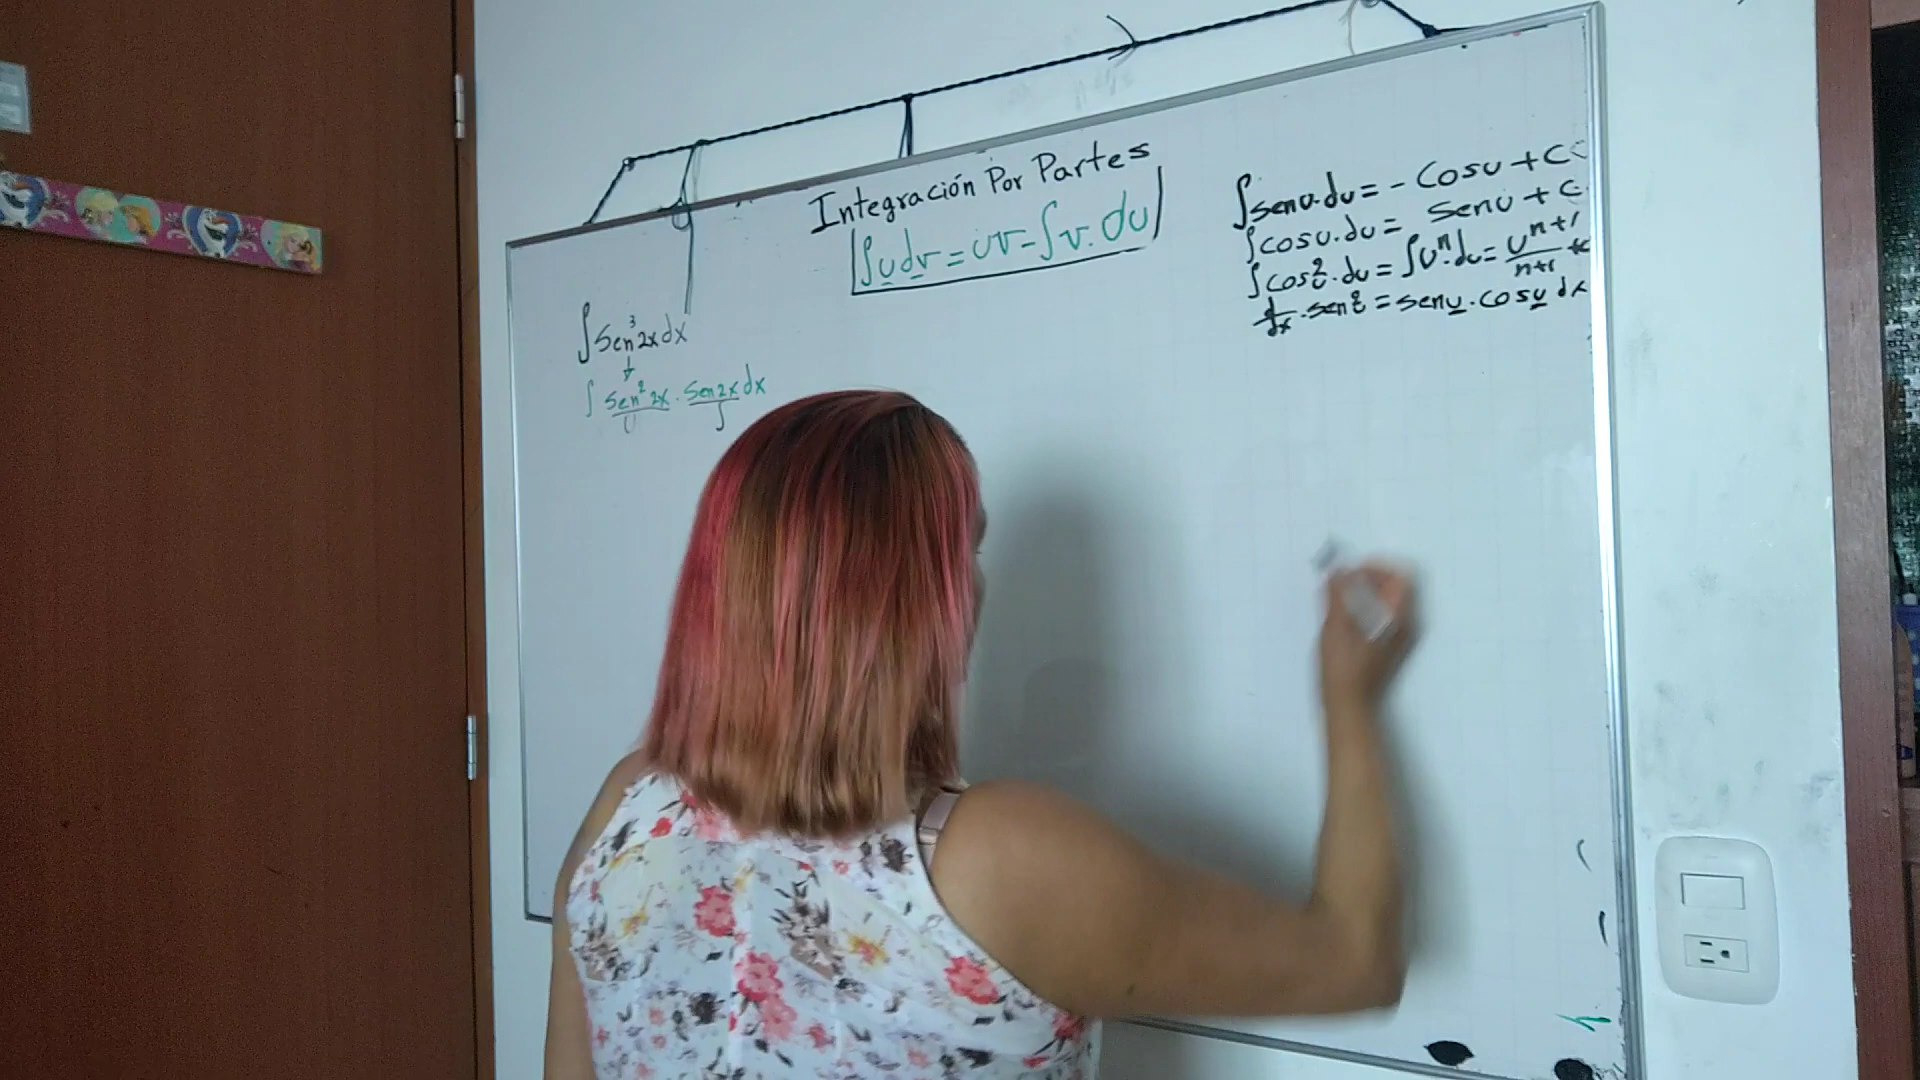 Integración Por Partes
∫u dv = uv - ∫v. du
∫sen³2x dx
∫ sen²2x . sen2x dx
U ∫
∫senu.du = - cosu + c
∫cosu.du = senu + c
∫cos²u.du = ∫uⁿ.du = uⁿ⁺¹/n+1 + c
d/dx . sen²u = senu . cosu dx